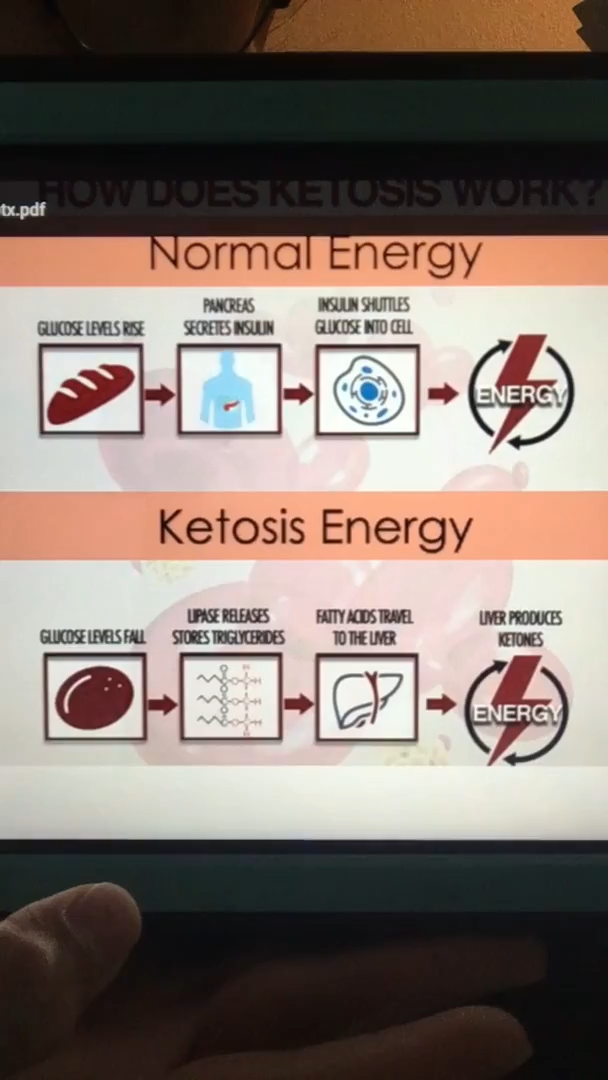 HOW DOES KETOSIS WORK?
tx.pdf
Normal Energy
GLUCOSE LEVELS RISE
PANCREAS
SECRETES INSULIN
INSULIN SHUTTLES
GLUCOSE INTO CELL
ENERGY
Ketosis Energy
GLUCOSE LEVELS FALL
LIPASE RELEASES
STORES TRIGLYCERIDES
FATTY ACIDS TRAVEL
TO THE LIVER
LIVER PRODUCES
KETONES
ENERGY